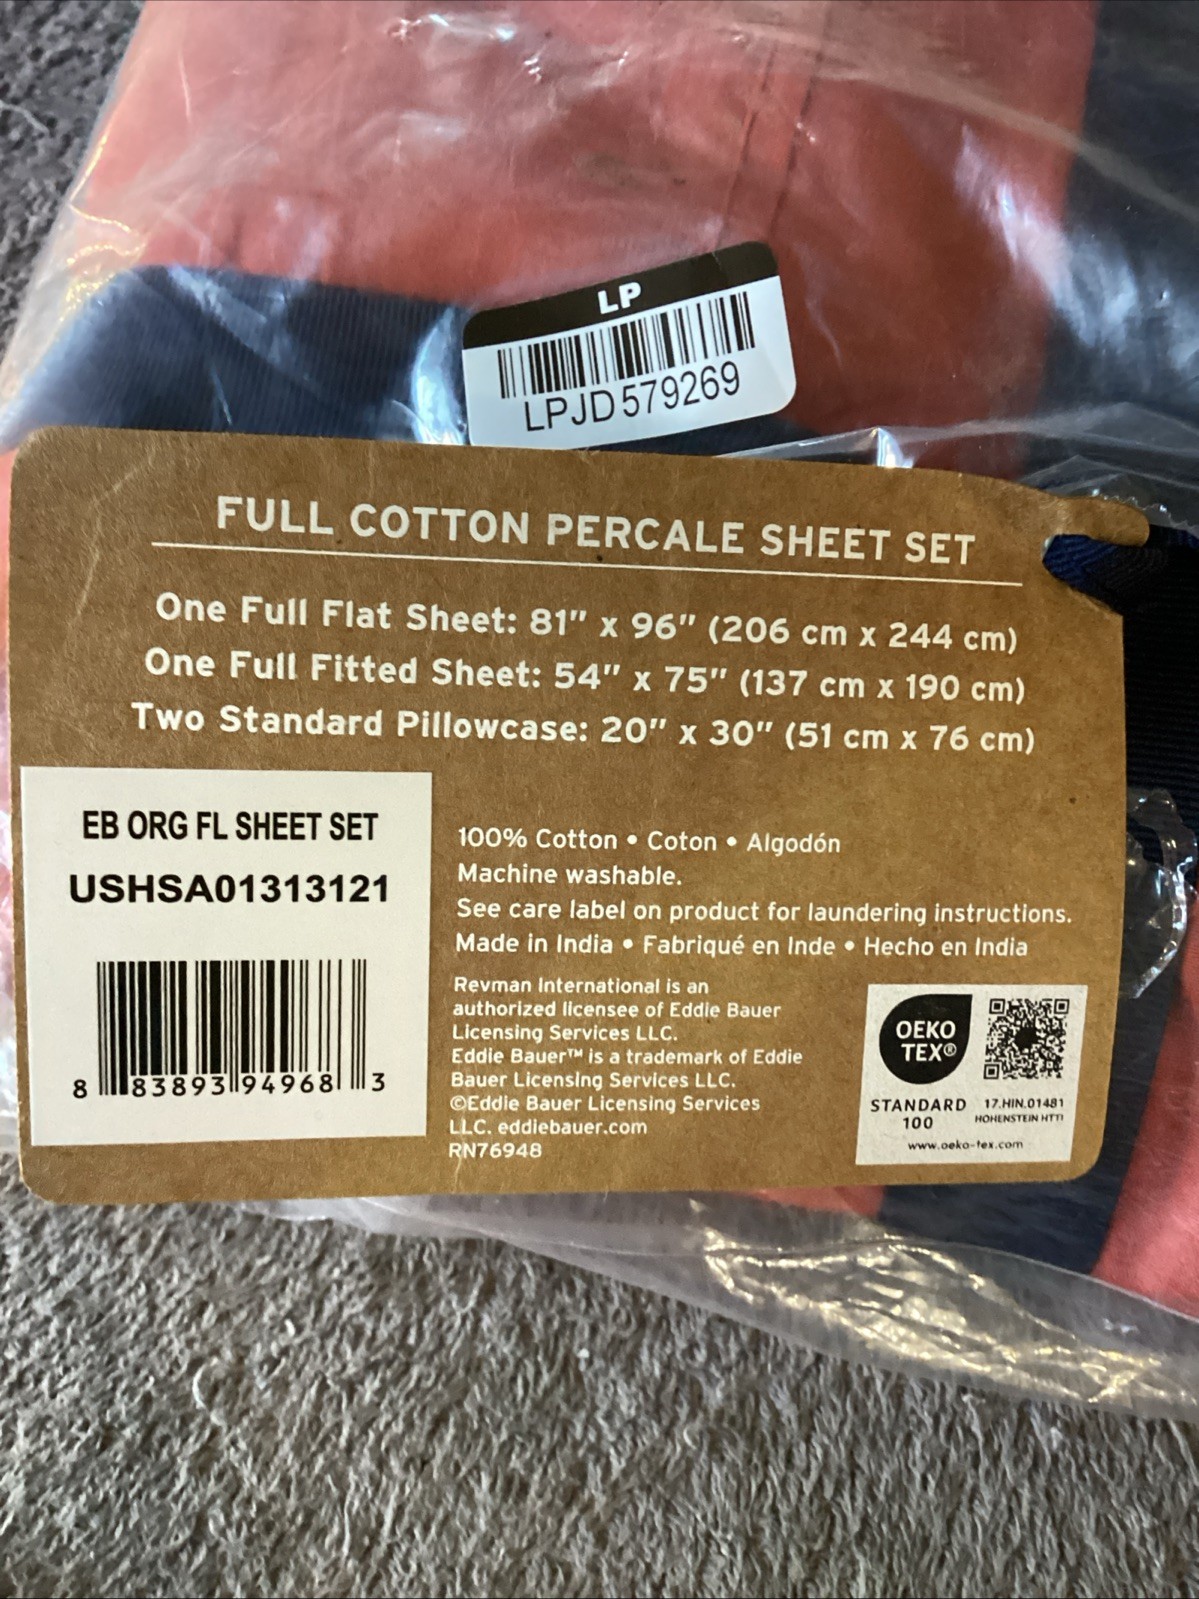 LP
LPJD579269
FULL COTTON PERCALE SHEET SET
One Full Flat Sheet: 81" x 96" (206 cm x 244 cm)
One Full Fitted Sheet: 54" x 75" (137 cm x 190 cm)
Two Standard Pillowcase: 20" x 30" (51 cm x 76 cm)
EB ORG FL SHEET SET
USHSA01313121
8 83893 94968 3
100% Cotton • Coton • Algodón
Machine washable.
See care label on product for laundering instructions.
Made in India • Fabriqué en Inde • Hecho en India
Revman International is an
authorized licensee of Eddie Bauer
Licensing Services LLC.
Eddie Bauer™ is a trademark of Eddie
Bauer Licensing Services LLC.
©Eddie Bauer Licensing Services
LLC. eddiebauer.com
RN76948
OEKO
TEX®
STANDARD
100
17.HIN.01481
HOHENSTEIN HTTI
www.oeko-tex.com